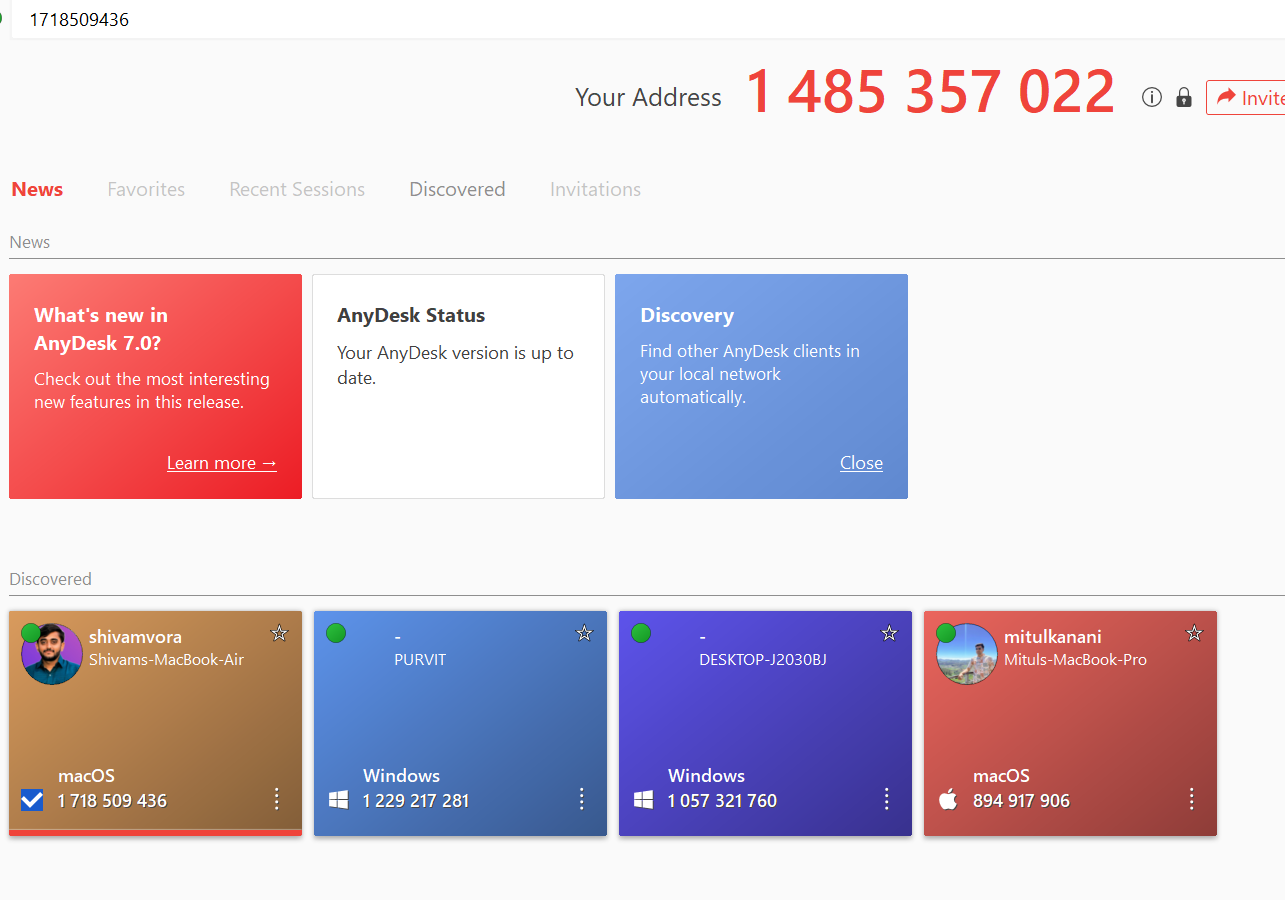 1718509436
Your Address 1 485 357 022
News Favorites Recent Sessions Discovered Invitations
News
What's new in
AnyDesk 7.0?
Check out the most interesting
new features in this release.
Learn more →
AnyDesk Status
Your AnyDesk version is up to
date.
Discovery
Find other AnyDesk clients in
your local network
automatically.
Close
Discovered
shivamvora
Shivams-MacBook-Air
macOS
1 718 509 436
-
PURVIT
Windows
1 229 217 281
-
DESKTOP-J2030BJ
Windows
1 057 321 760
mitulkanani
Mituls-MacBook-Pro
macOS
894 917 906